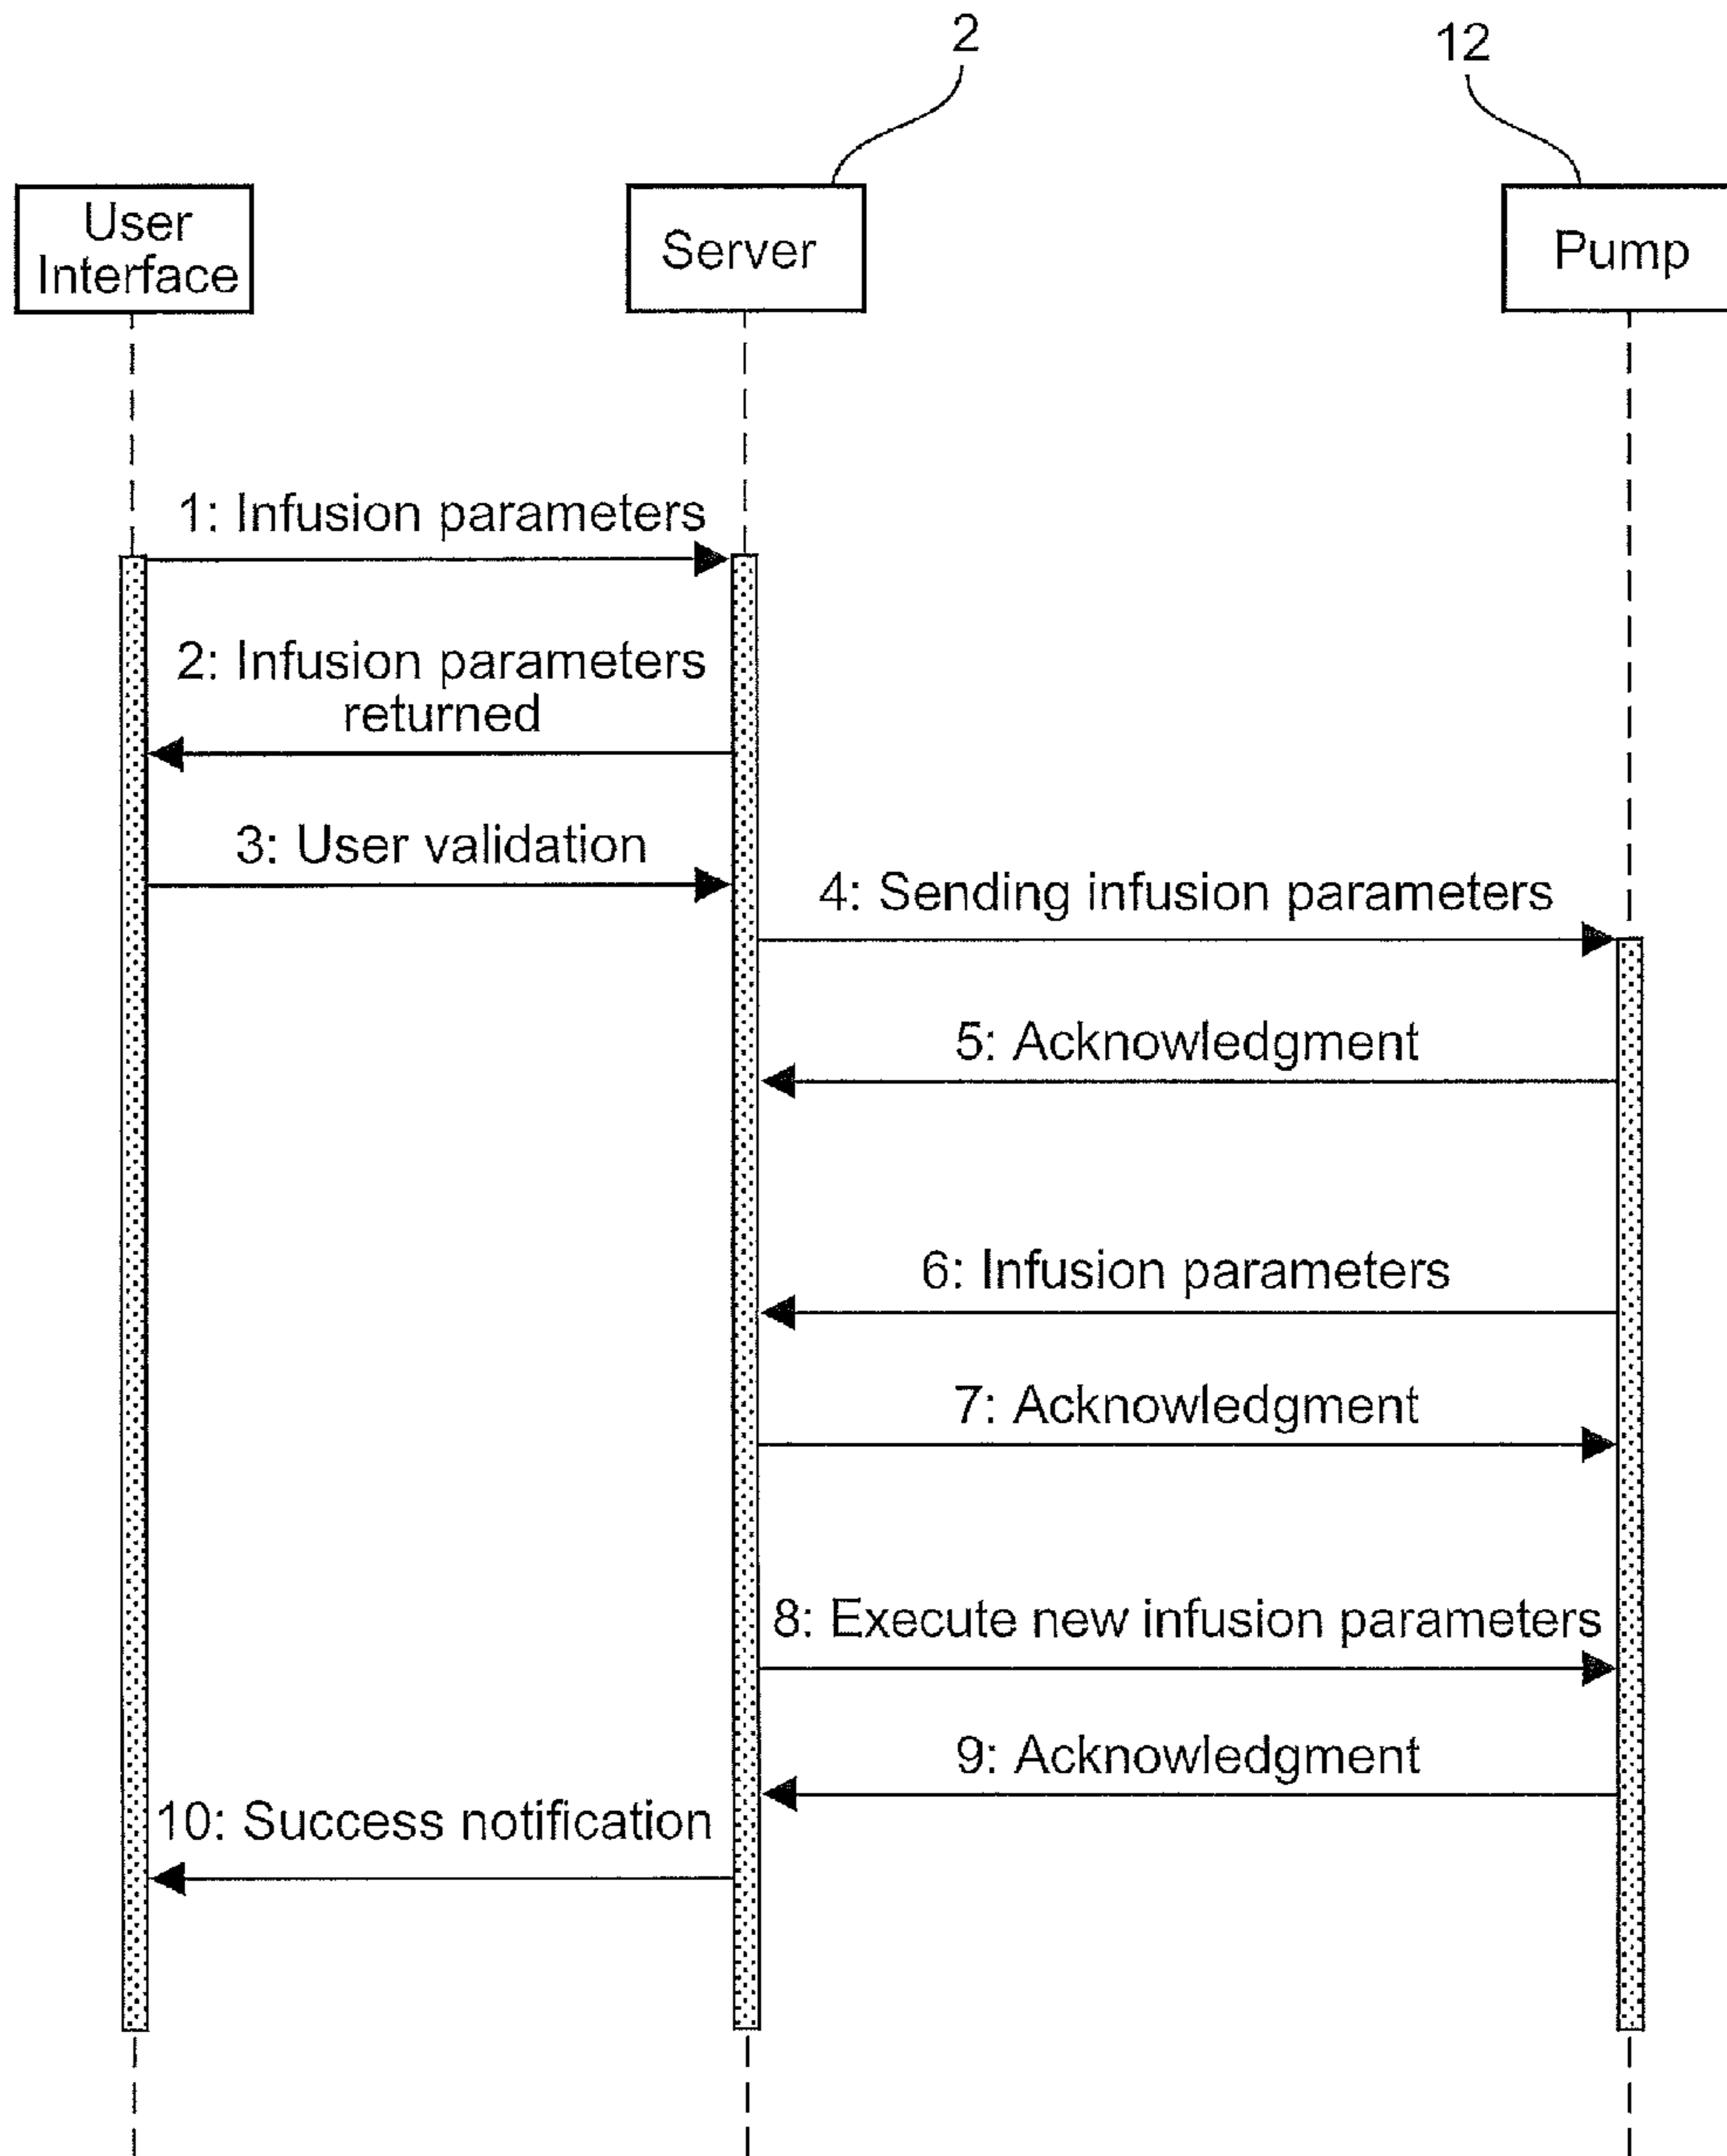 2
12
User
Interface
Server
Pump
1: Infusion parameters
2: Infusion parameters
returned
3: User validation
4: Sending infusion parameters
5: Acknowledgment
6: Infusion parameters
7: Acknowledgment
8: Execute new infusion parameters
9: Acknowledgment
10: Success notification